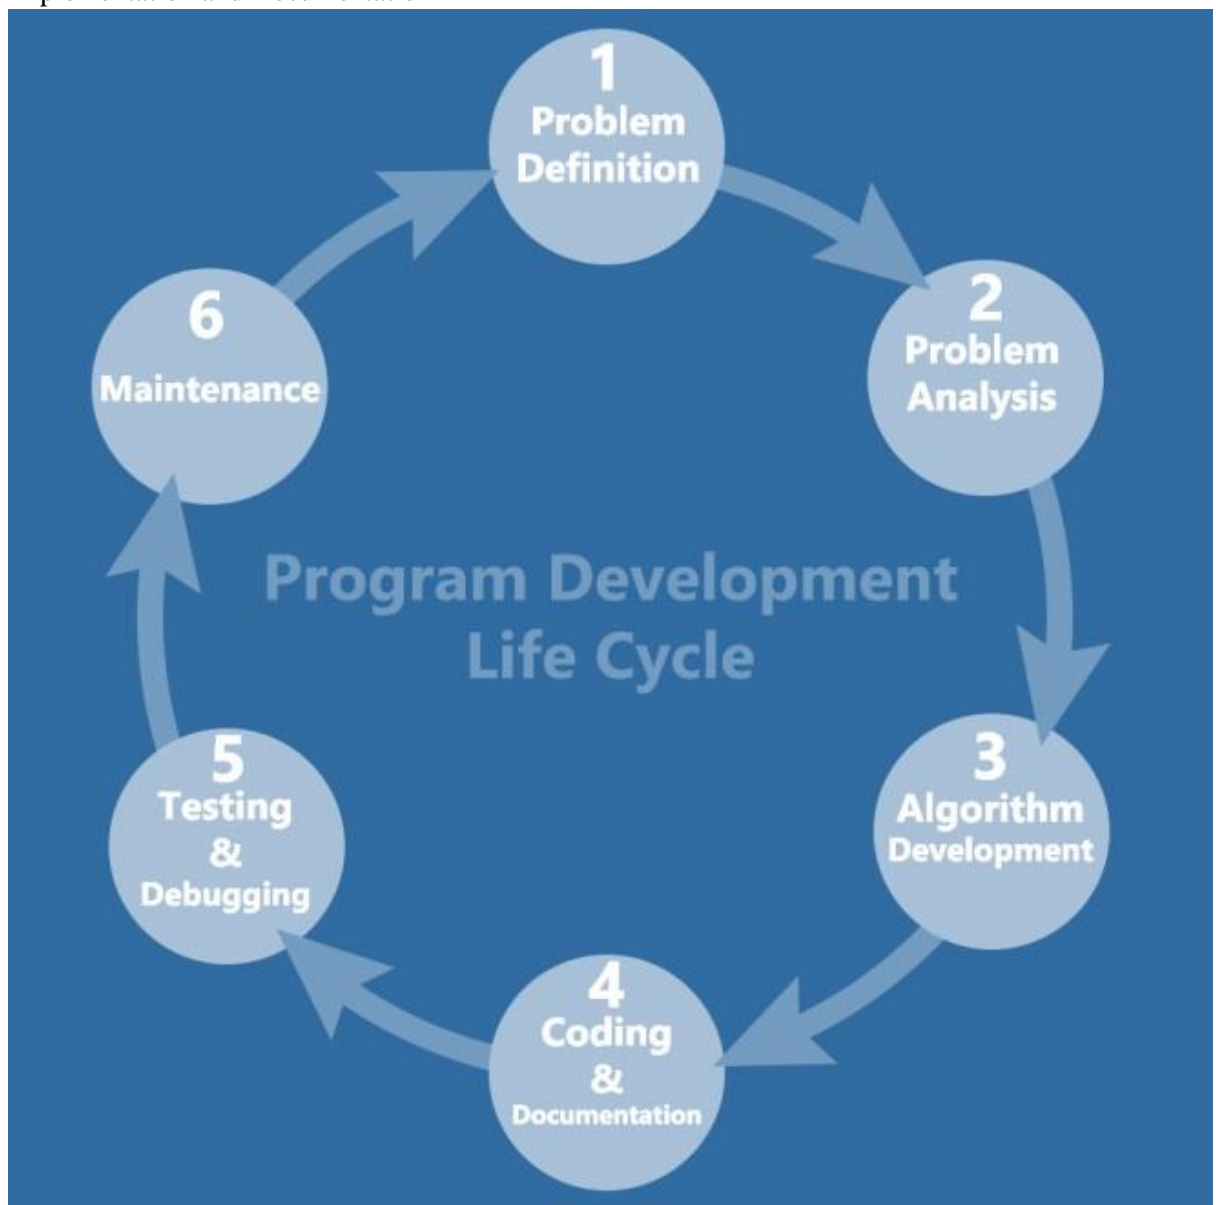 1
Problem
Definition
2
Problem
Analysis
3
Algorithm
Development
4
Coding
&
Documentation
5
Testing
&
Debugging
6
Maintenance
Program Development
Life Cycle